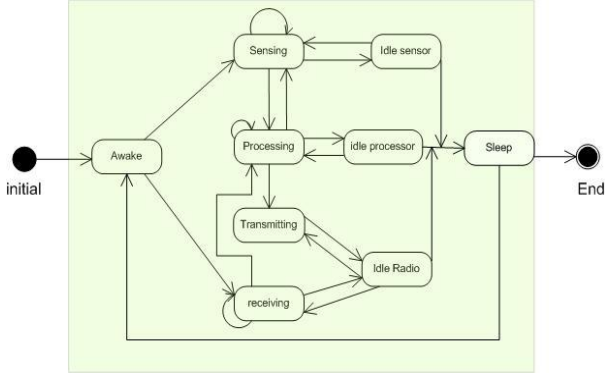 Sensing
Idle sensor
Processing
idle processor
Awake
Sleep
initial
End
Transmitting
Idle Radio
receiving